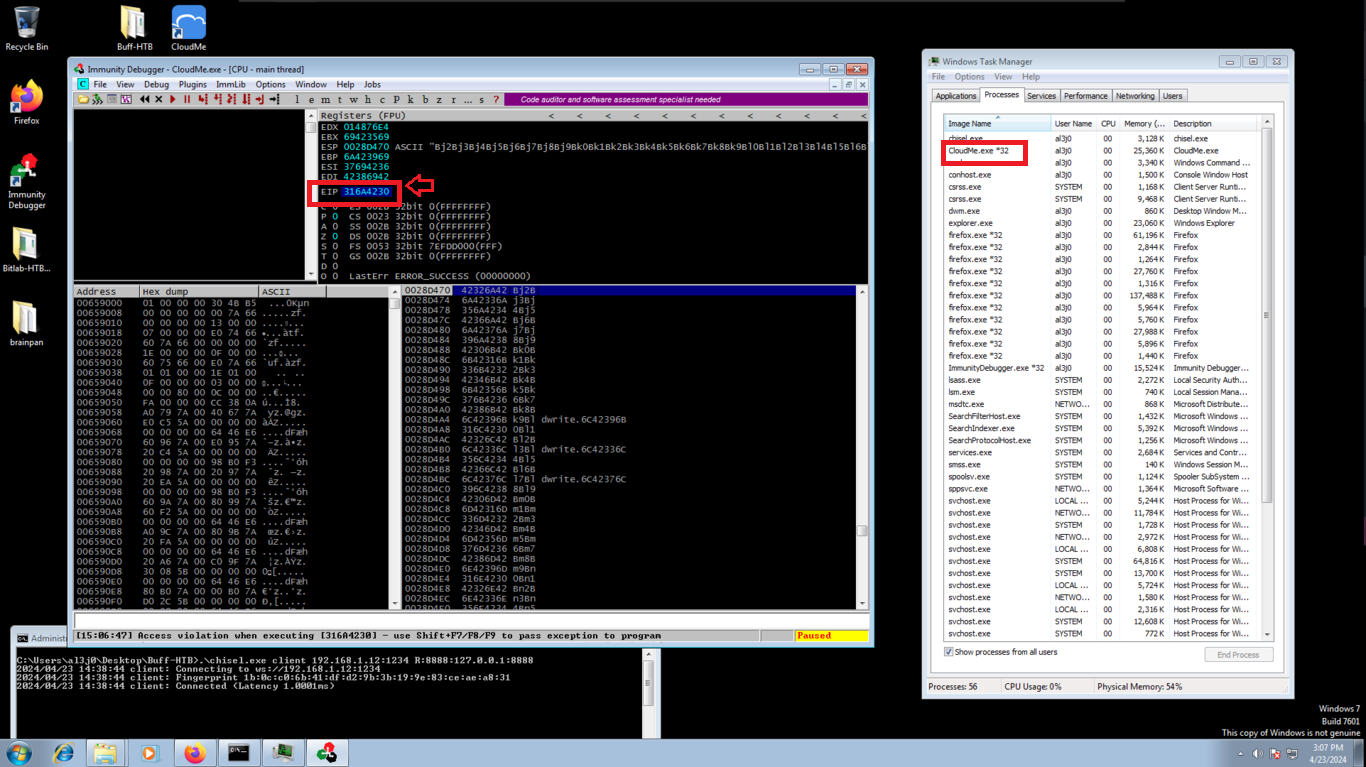 Recycle Bin
Buff-HTB
CloudMe
Firefox
Immunity
Debugger
Bitlab-HTB...
brainpan
Immunity Debugger - CloudMe.exe - [CPU - main thread]
C File View Debug Plugins ImmLib Options Window Help Jobs
l e m t w h c P k b z r ... s ?
Code auditor and software assessment specialist needed
Registers (FPU) < < < < < < < <
EDX 014876E4
EBX 69423569
ESP 0028D470 ASCII "Bj2Bj3Bj4Bj5Bj6Bj7Bj8Bj9Bk0Bk1Bk2Bk3Bk4Bk5Bk6Bk7Bk8Bk9Bl0Bl1Bl2Bl3Bl4Bl5Bl6B
EBP 6A423969
ESI 37694236
EDI 42386942
EIP 316A4230
P 0 CS 0023 32bit 0(FFFFFFFF)
A 0 SS 002B 32bit 0(FFFFFFFF)
Z 0 DS 002B 32bit 0(FFFFFFFF)
S 0 FS 0053 32bit 7EFDD000(FFF)
T 0 GS 002B 32bit 0(FFFFFFFF)
D 0
O 0 LastErr ERROR_SUCCESS (00000000)
Address Hex dump ASCII
00659000 01 00 00 00 30 4B B5
00659008 00 00 00 00 00 7A 66
00659010 00 00 00 00 13 00 00
00659018 07 00 00 00 E0 74 66
00659020 60 7A 66 00 00 00 00
00659028 1E 00 00 00 0F 00 00
00659030 60 75 66 00 E0 7A 66
00659038 01 01 00 00 1E 01 00
00659040 0F 00 00 00 03 00 00
00659048 00 00 80 00 0C 00 00
00659050 FA 00 00 00 CC 38 0A
00659058 A0 79 7A 00 40 67 7A
00659060 E0 C5 5A 00 00 00 00
00659068 00 00 00 00 64 46 E6
00659070 60 96 7A 00 E0 95 7A
00659078 20 C4 5A 00 00 00 00
00659080 00 00 00 00 98 B0 F3
00659088 20 98 7A 00 20 97 7A
00659090 20 EA 5A 00 00 00 00
00659098 00 00 00 00 98 B0 F3
006590A0 60 9A 7A 00 80 99 7A
006590A8 60 F2 5A 00 00 00 00
006590B0 00 00 00 00 64 46 E6
006590B8 A0 9C 7A 00 80 9B 7A
006590C0 20 FA 5A 00 00 00 00
006590C8 00 00 00 00 64 46 E6
006590D0 20 A6 7A 00 C0 9F 7A
006590D8 30 08 5B 00 00 00 00
006590E0 00 00 00 00 64 46 E6
006590E8 80 B0 7A 00 00 B0 7A
006590F0 D0 2C 5B 00 00 00 00
0028D470 42326A42 Bj2B
0028D474 6A42336A j3Bj
0028D478 356A4234 4Bj5
0028D47C 42366A42 Bj6B
0028D480 6A42376A j7Bj
0028D484 396A4238 8Bj9
0028D488 42306B42 Bk0B
0028D48C 6B42316B k1Bk
0028D490 336B4232 2Bk3
0028D494 42346B42 Bk4B
0028D498 6B42356B k5Bk
0028D49C 376B4236 6Bk7
0028D4A0 42386B42 Bk8B
0028D4A4 6C42396B k9Bl dwrite.6C42396B
0028D4A8 316C4230 0Bl1
0028D4AC 42326C42 Bl2B
0028D4B0 6C42336C l3Bl dwrite.6C42336C
0028D4B4 356C4234 4Bl5
0028D4B8 42366C42 Bl6B
0028D4BC 6C42376C l7Bl dwrite.6C42376C
0028D4C0 396C4238 8Bl9
0028D4C4 42306D42 Bm0B
0028D4C8 6D42316D m1Bm
0028D4CC 336D4232 2Bm3
0028D4D0 42346D42 Bm4B
0028D4D4 6D42356D m5Bm
0028D4D8 376D4236 6Bm7
0028D4DC 42386D42 Bm8B
0028D4E0 6E42396D m9Bn
0028D4E4 316E4230 0Bn1
0028D4E8 42326E42 Bn2B
0028D4EC 6E42336E n3Bn
0028D4F0 356E4234 4Bn5
[15:06:47] Access violation when executing [316A4230] - use Shift+F7/F8/F9 to pass exception to program
Paused
Administ
C:\Users\al3j0\Desktop\Buff-HTB>.\chisel.exe client 192.168.1.12:1234 R:8888:127.0.0.1:8888
2024/04/23 14:38:44 client: Connecting to ws://192.168.1.12:1234
2024/04/23 14:38:44 client: Fingerprint 1b:0c:c0:6b:41:df:d2:9b:3b:19:9e:83:ce:ae:a8:31
2024/04/23 14:38:44 client: Connected (Latency 1.0001ms)
Windows Task Manager
File Options View Help
Applications Processes Services Performance Networking Users
Image Name User Name CPU Memory (... Description
chisel.exe al3j0 00 3,128 K chisel.exe
CloudMe.exe *32 al3j0 00 25,360 K CloudMe.exe
al3j0 00 3,340 K Windows Command ...
conhost.exe al3j0 00 1,500 K Console Window Host
csrss.exe SYSTEM 00 1,168 K Client Server Runti...
csrss.exe SYSTEM 00 9,468 K Client Server Runti...
dwm.exe al3j0 00 860 K Desktop Window M...
explorer.exe al3j0 00 23,060 K Windows Explorer
firefox.exe *32 al3j0 00 61,196 K Firefox
firefox.exe *32 al3j0 00 2,844 K Firefox
firefox.exe *32 al3j0 00 1,264 K Firefox
firefox.exe *32 al3j0 00 27,760 K Firefox
firefox.exe *32 al3j0 00 1,316 K Firefox
firefox.exe *32 al3j0 00 137,488 K Firefox
firefox.exe *32 al3j0 00 5,964 K Firefox
firefox.exe *32 al3j0 00 5,760 K Firefox
firefox.exe *32 al3j0 00 27,988 K Firefox
firefox.exe *32 al3j0 00 5,896 K Firefox
firefox.exe *32 al3j0 00 1,440 K Firefox
ImmunityDebugger.exe *32 al3j0 00 15,524 K Immunity Debugger...
lsass.exe SYSTEM 00 2,272 K Local Security Auth...
lsm.exe SYSTEM 00 740 K Local Session Mana...
msdtc.exe NETWO... 00 868 K Microsoft Distribute...
SearchFilterHost.exe SYSTEM 00 1,432 K Microsoft Windows ...
SearchIndexer.exe SYSTEM 00 5,392 K Microsoft Windows ...
SearchProtocolHost.exe SYSTEM 00 1,256 K Microsoft Windows ...
services.exe SYSTEM 00 2,684 K Services and Contr...
smss.exe SYSTEM 00 140 K Windows Session M...
spoolsv.exe SYSTEM 00 1,124 K Spooler SubSystem ...
sppsvc.exe NETWO... 00 1,164 K Microsoft Software ...
svchost.exe LOCAL ... 00 5,244 K Host Process for Wi...
svchost.exe NETWO... 00 11,784 K Host Process for Wi...
svchost.exe SYSTEM 00 1,728 K Host Process for Wi...
svchost.exe NETWO... 00 2,972 K Host Process for Wi...
svchost.exe LOCAL ... 00 6,808 K Host Process for Wi...
svchost.exe SYSTEM 00 64,816 K Host Process for Wi...
svchost.exe SYSTEM 00 13,700 K Host Process for Wi...
svchost.exe LOCAL ... 00 5,724 K Host Process for Wi...
svchost.exe NETWO... 00 1,580 K Host Process for Wi...
svchost.exe LOCAL ... 00 2,316 K Host Process for Wi...
svchost.exe SYSTEM 00 12,608 K Host Process for Wi...
svchost.exe SYSTEM 00 772 K Host Process for Wi...
Show processes from all users
End Process
Processes: 56 CPU Usage: 0% Physical Memory: 54%
Windows 7
Build 7601
This copy of Windows is not genuine
3:07 PM
4/23/2024